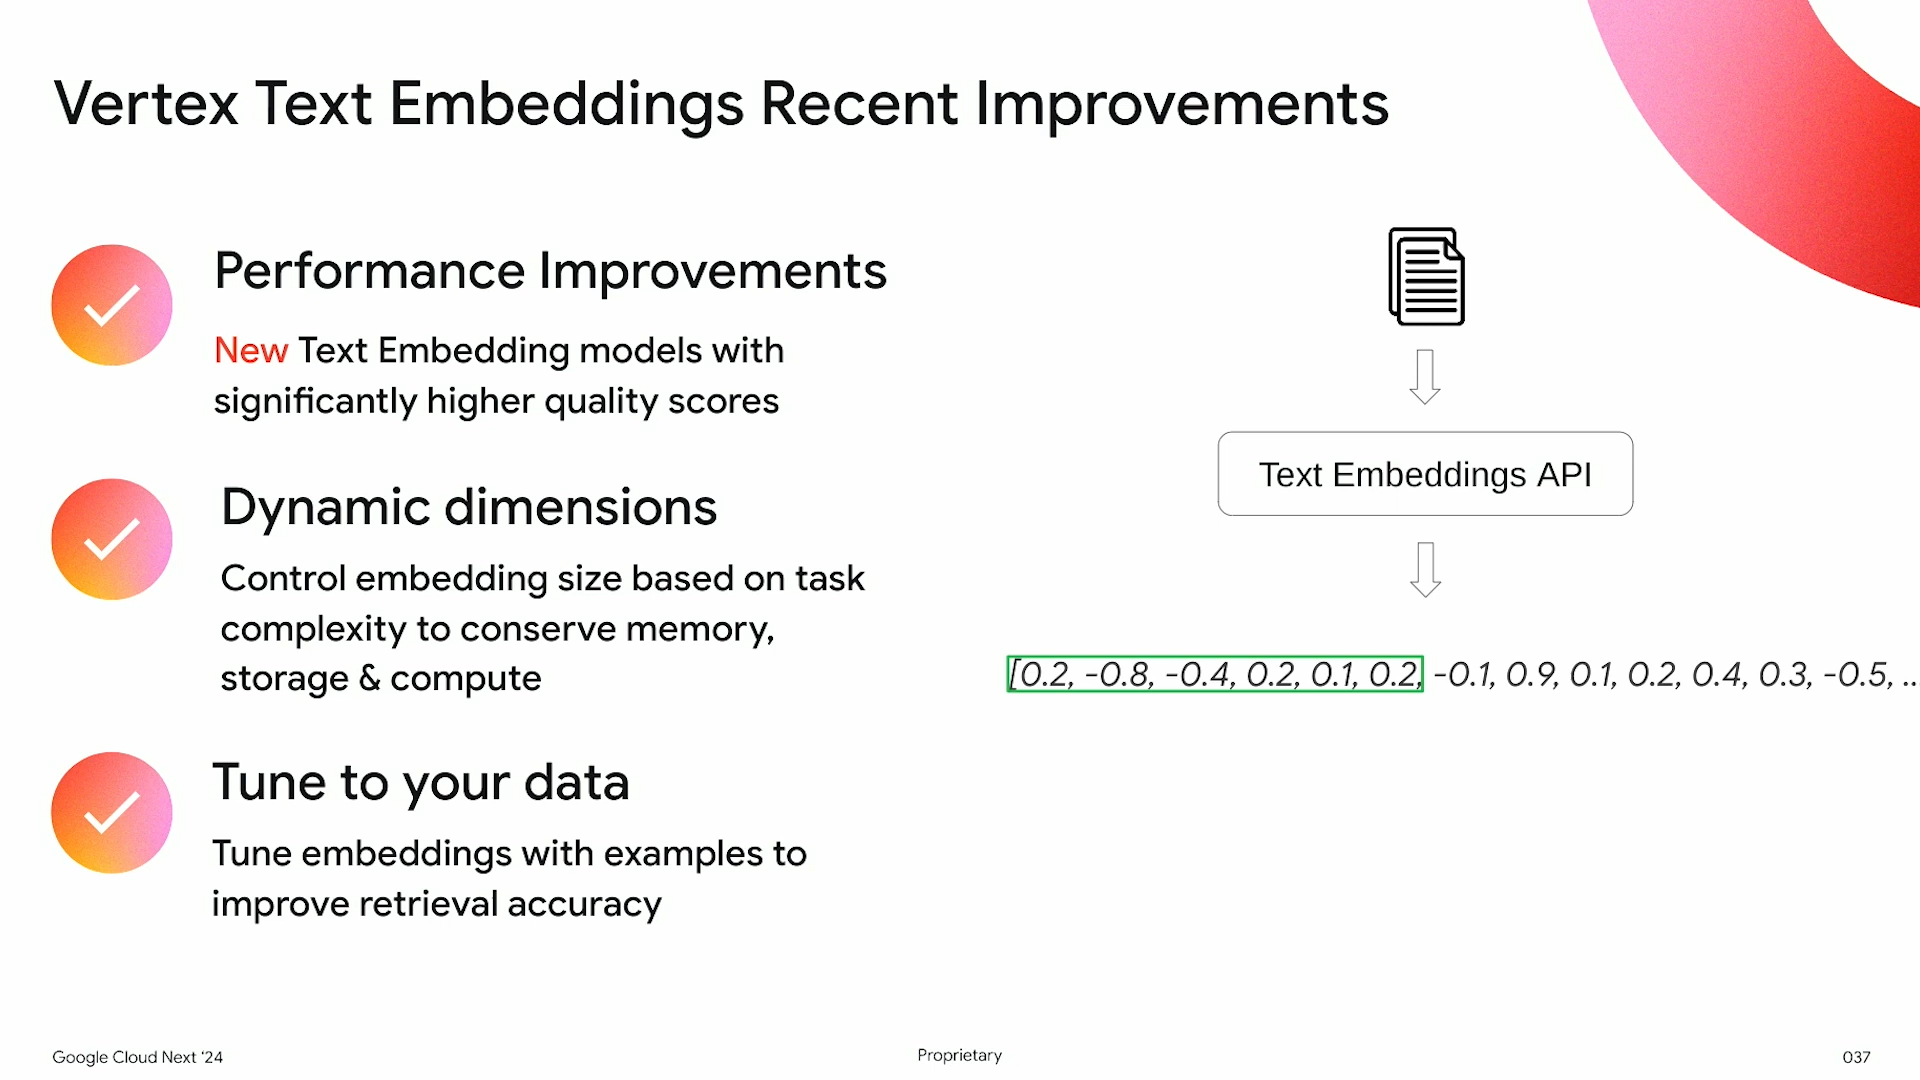 Vertex Text Embeddings Recent Improvements
Performance Improvements
New Text Embedding models with
significantly higher quality scores
Dynamic dimensions
Control embedding size based on task
complexity to conserve memory,
storage & compute
Tune to your data
Tune embeddings with examples to
improve retrieval accuracy
Text Embeddings API
[0.2, -0.8, -0.4, 0.2, 0.1, 0.2, -0.1, 0.9, 0.1, 0.2, 0.4, 0.3, -0.5, ...
Google Cloud Next ‘24
Proprietary
037